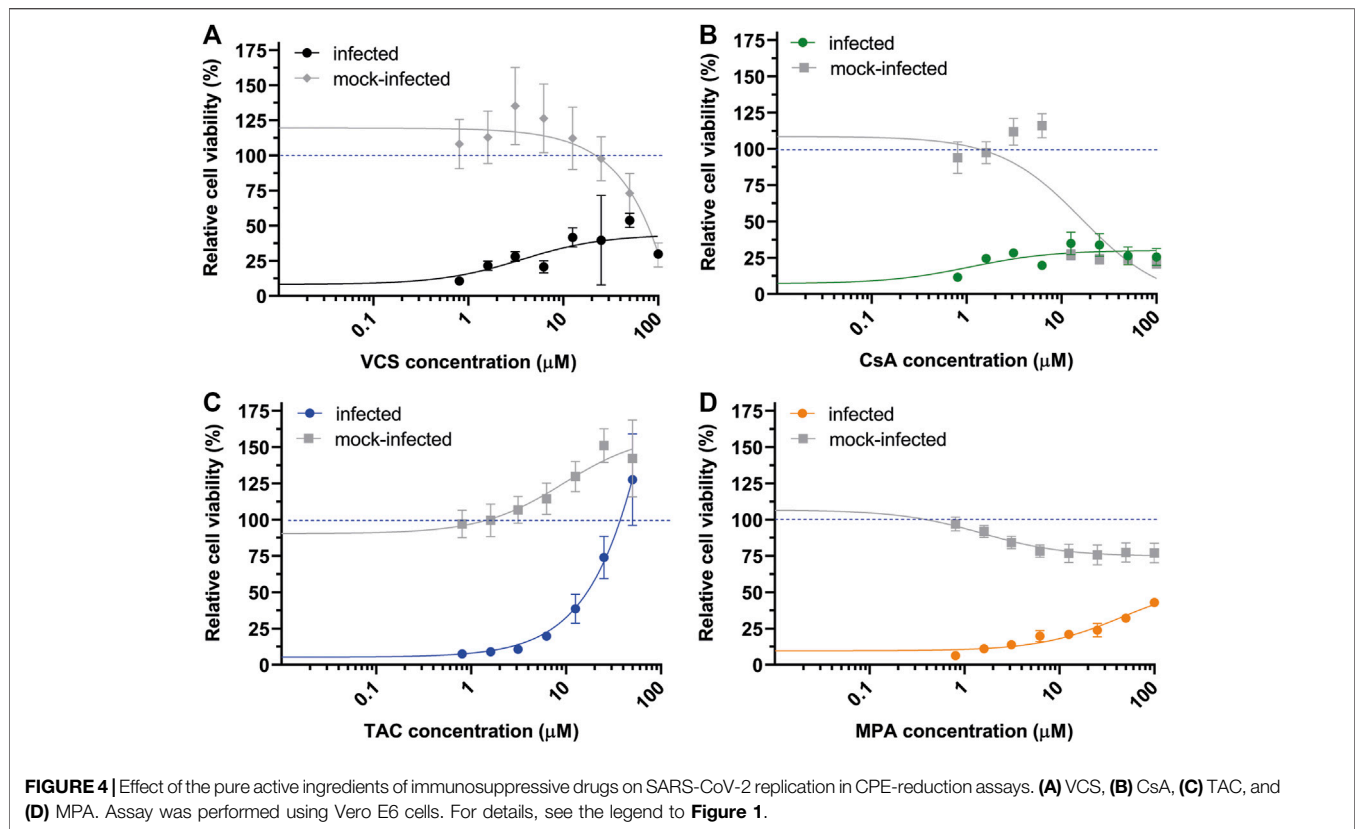 A
infected
mock-infected
Relative cell viability (%)
175
150
125
100
75
50
25
0
0.1
1
10
100
VCS concentration (μM)
B
infected
mock-infected
Relative cell viability (%)
175
150
125
100
75
50
25
0
0.1
1
10
100
CsA concentration (μM)
C
infected
mock-infected
Relative cell viability (%)
175
150
125
100
75
50
25
0
0.1
1
10
100
TAC concentration (μM)
D
infected
mock-infected
Relative cell viability (%)
175
150
125
100
75
50
25
0
0.1
1
10
100
MPA concentration (μM)
FIGURE 4 | Effect of the pure active ingredients of immunosuppressive drugs on SARS-CoV-2 replication in CPE-reduction assays. (A) VCS, (B) CsA, (C) TAC, and
(D) MPA. Assay was performed using Vero E6 cells. For details, see the legend to Figure 1.